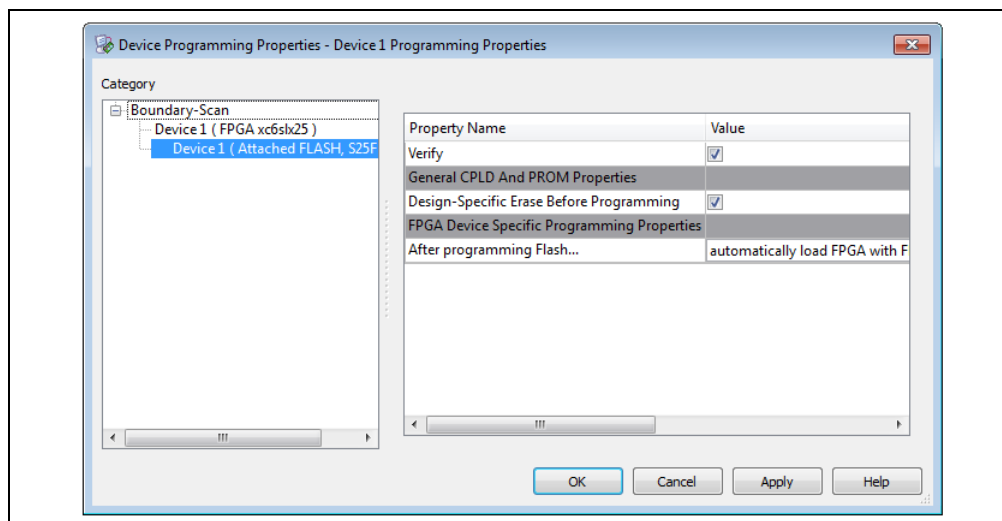 Device Programming Properties - Device 1 Programming Properties
Category
Boundary-Scan
Device 1 ( FPGA xc6slx25 )
Device 1 ( Attached FLASH, S25F
Property Name Value
Verify
General CPLD And PROM Properties
Design-Specific Erase Before Programming
FPGA Device Specific Programming Properties
After programming Flash... automatically load FPGA with F
OK Cancel Apply Help